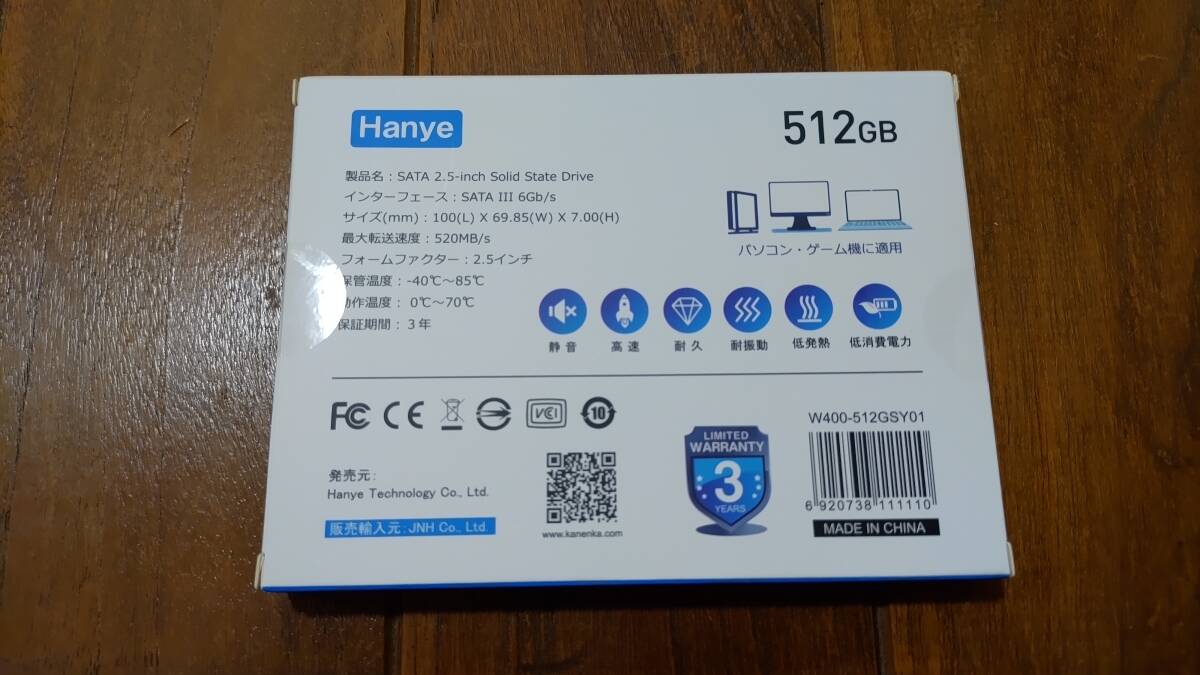 Hanye
512GB
製品名：SATA 2.5-inch Solid State Drive
インターフェース：SATA III 6Gb/s
サイズ(mm)：100(L) X 69.85(W) X 7.00(H)
最大転送速度：520MB/s
フォームファクター：2.5インチ
保管温度：-40℃～85℃
動作温度： 0℃～70℃
保証期間：３年
パソコン・ゲーム機に適用
静音
高速
耐久
耐振動
低発熱
低消費電力
FC CE VCI 10
W400-512GSY01
LIMITED
WARRANTY
3
YEARS
6 920738 111110
MADE IN CHINA
発売元：
Hanye Technology Co., Ltd.
販売輸入元：JNH Co., Ltd.
www.kanenka.com